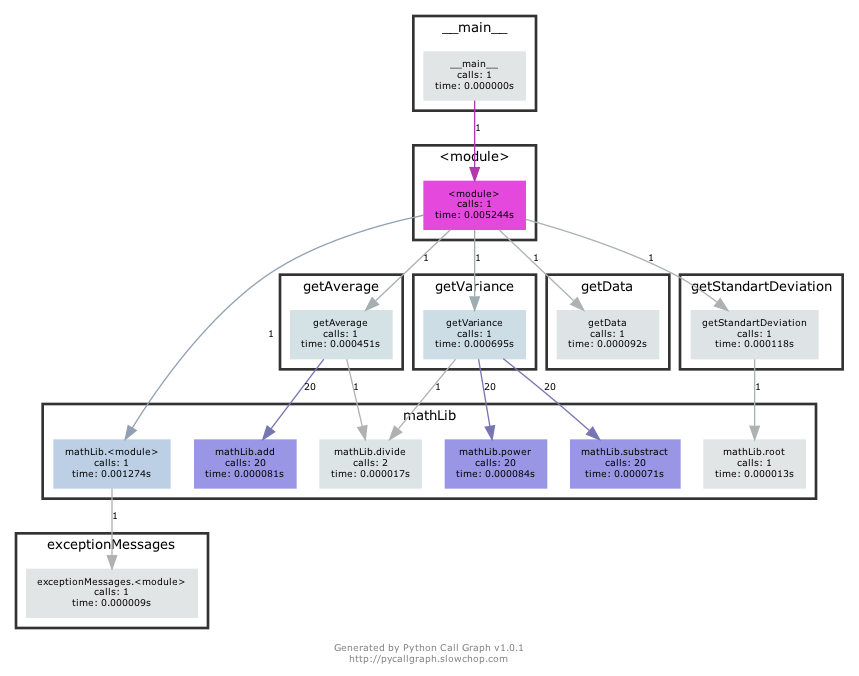 __main__
__main__
calls: 1
time: 0.000000s
1
<module>
<module>
calls: 1
time: 0.005244s
1
1
1
1
getAverage
getVariance
getData
getStandartDeviation
getAverage
calls: 1
time: 0.000451s
getVariance
calls: 1
time: 0.000695s
getData
calls: 1
time: 0.000092s
getStandartDeviation
calls: 1
time: 0.000118s
1
20
1
1
20
20
1
mathLib
mathLib.<module>
calls: 1
time: 0.001274s
mathLib.add
calls: 20
time: 0.000081s
mathLib.divide
calls: 2
time: 0.000017s
mathLib.power
calls: 20
time: 0.000084s
mathLib.substract
calls: 20
time: 0.000071s
mathLib.root
calls: 1
time: 0.000013s
1
exceptionMessages
exceptionMessages.<module>
calls: 1
time: 0.000009s
Generated by Python Call Graph v1.0.1
http://pycallgraph.slowchop.com